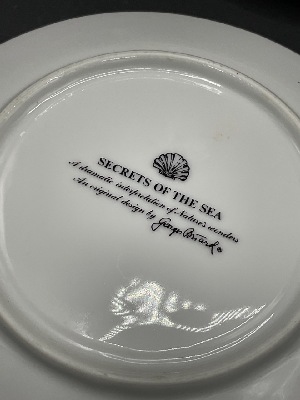 SECRETS OF THE SEA
A dramatic interpretation of Nature's wonders
An original design by George Briard®